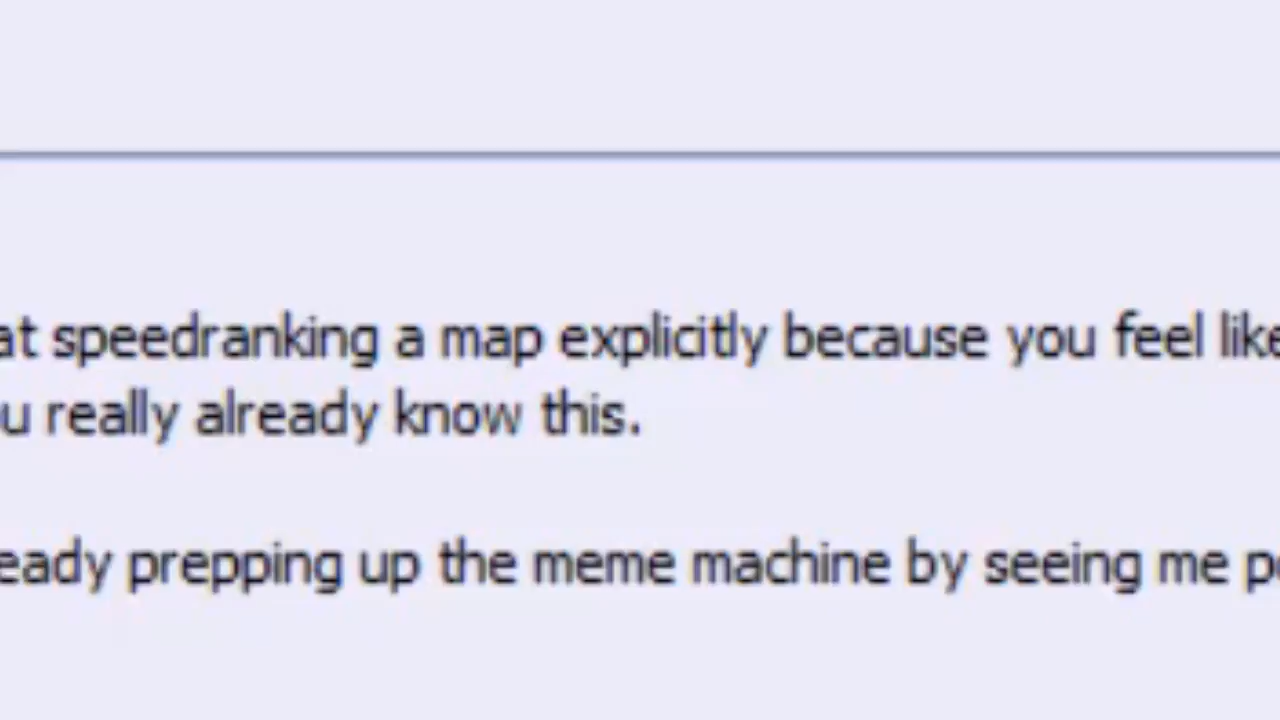 at speedranking a map explicitly because you feel like
u really already know this.
eady prepping up the meme machine by seeing me p